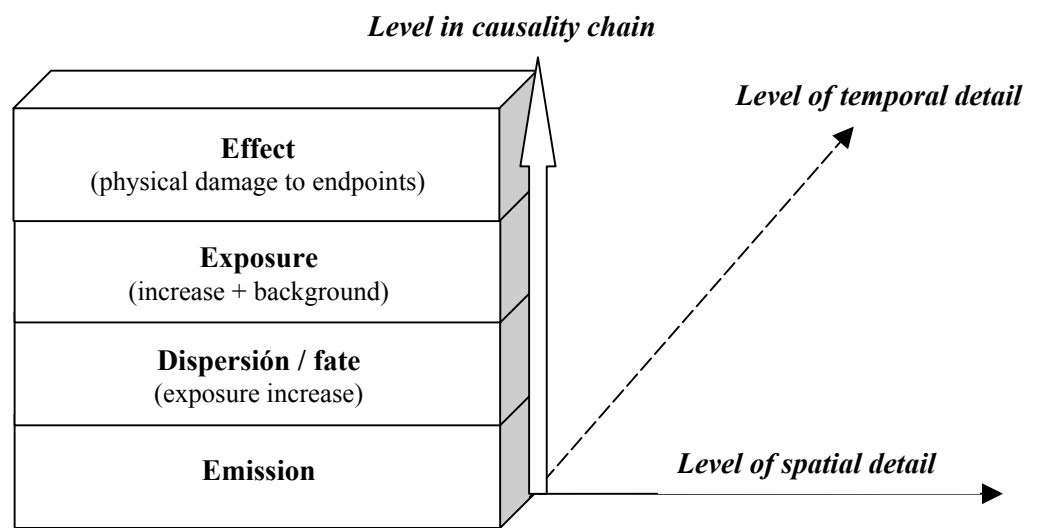 Level in causality chain
Level of temporal detail
Effect
(physical damage to endpoints)
Exposure
(increase + background)
Dispersión / fate
(exposure increase)
Emission
Level of spatial detail